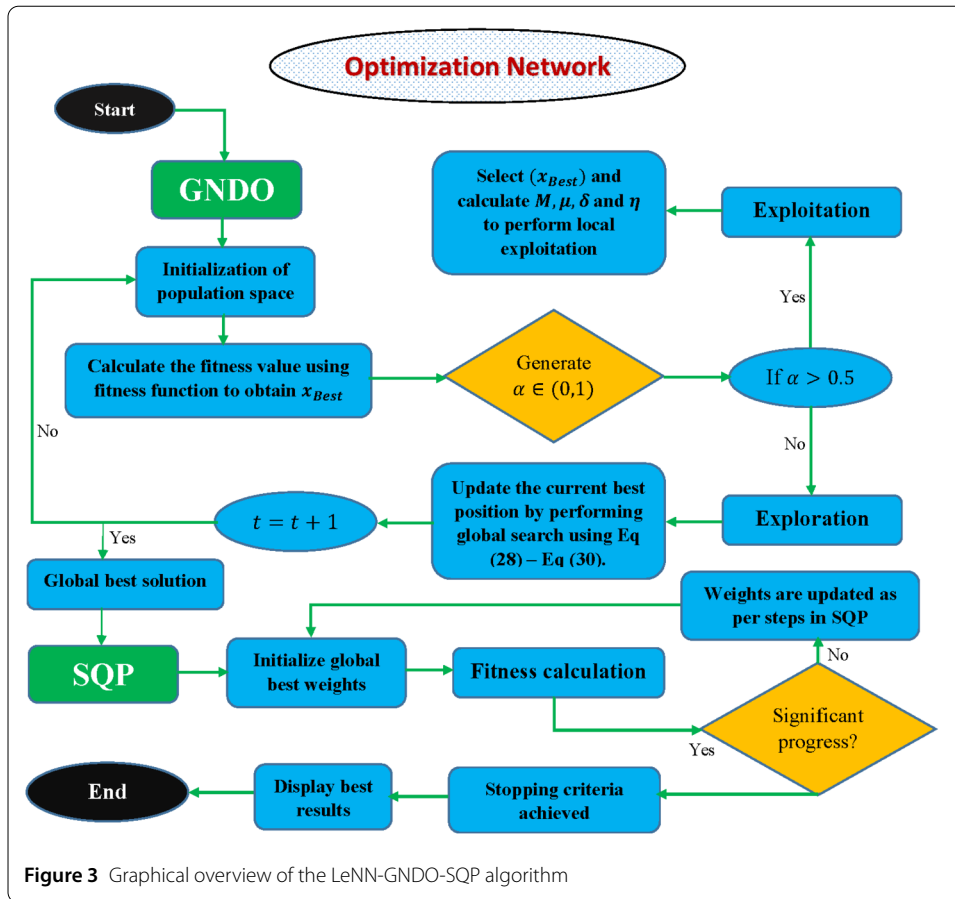 Optimization Network
Start
GNDO
Initialization of
population space
Calculate the fitness value using
fitness function to obtain x_Best
Generate
α ∈ (0,1)
If α > 0.5
Yes
Exploitation
Select (x_Best) and
calculate M, μ, δ and η
to perform local
exploitation
No
Exploration
Update the current best
position by performing
global search using Eq
(28) – Eq (30).
t = t + 1
No
Yes
Global best solution
SQP
Initialize global
best weights
Fitness calculation
Yes
Significant
progress?
No
Weights are updated as
per steps in SQP
Stopping criteria
achieved
Display best
results
End
Figure 3 Graphical overview of the LeNN-GNDO-SQP algorithm